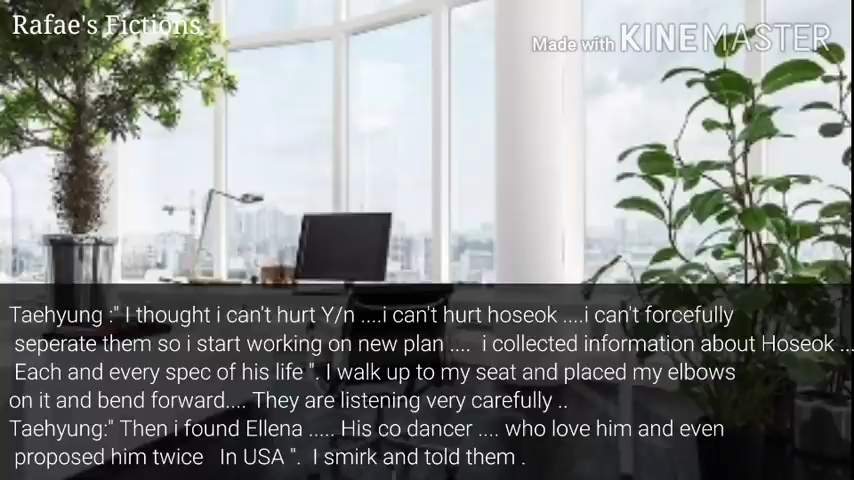 Rafae's Fictions
Made with KINEMASTER
Taehyung :" I thought i can't hurt Y/n ....i can't hurt hoseok ....i can't forcefully
seperate them so i start working on new plan .... i collected information about Hoseok ...
Each and every spec of his life ". I walk up to my seat and placed my elbows
on it and bend forward.... They are listening very carefully ..
Taehyung:" Then i found Ellena ..... His co dancer .... who love him and even
proposed him twice In USA ". I smirk and told them .